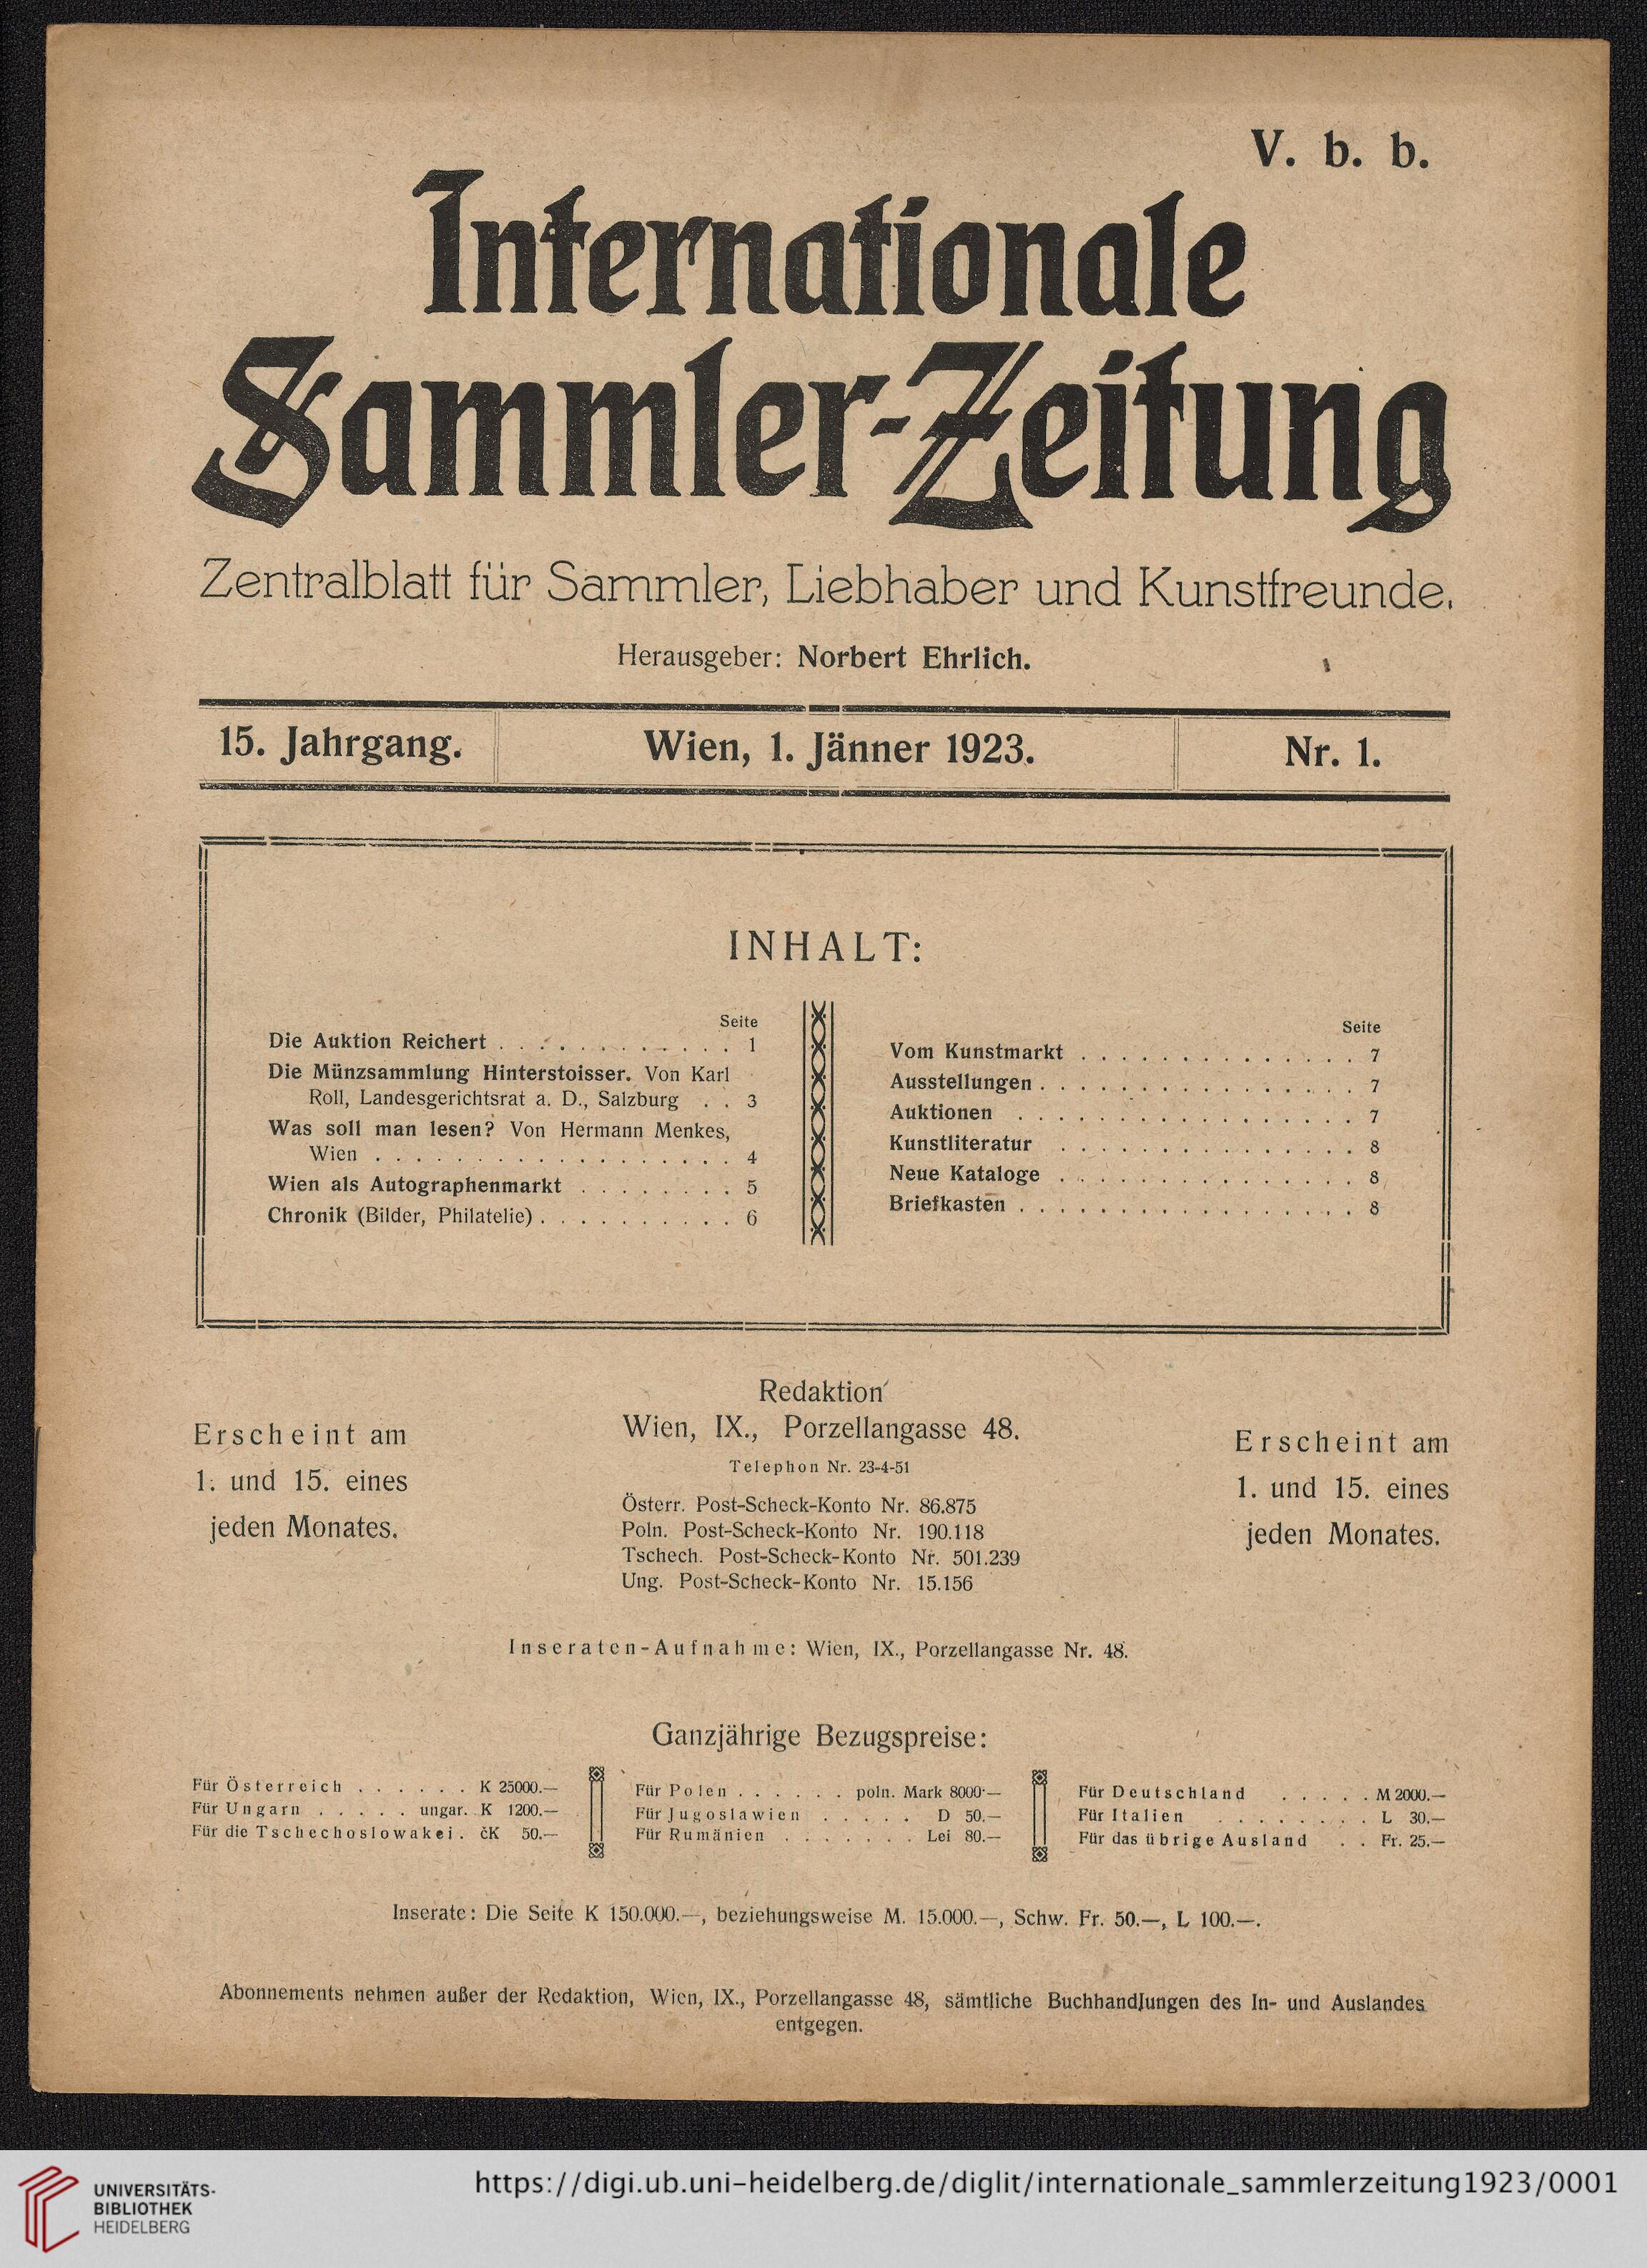 V. b. b.
Internationale
Sammler-Zeitung
Zentralblatt für Sammler, Liebhaber und Kunstfreunde.
Herausgeber: Norbert Ehrlich.
15. Jahrgang.
Wien, 1. Jänner 1923.
Nr. 1.
INHALT:
Seite
Die Auktion Reichert . . . . . . . . . . . . 1
Die Münzsammlung Hinterstoisser. Von Karl
Roll, Landesgerichtsrat a. D., Salzburg . . 3
Was soll man lesen? Von Hermann Menkes,
Wien . . . . . . . . . . . . . . . . . . 4
Wien als Autographenmarkt . . . . . . . . 5
Chronik (Bilder, Philatelie) . . . . . . . . . . 6
Seite
Vom Kunstmarkt . . . . . . . . . . . . . . 7
Ausstellungen . . . . . . . . . . . . . . . . 7
Auktionen . . . . . . . . . . . . . . . . . 7
Kunstliteratur . . . . . . . . . . . . . . . 8
Neue Kataloge . . . . . . . . . . . . . . . 8
Briefkasten . . . . . . . . . . . . . . . . . 8
Erscheint am
1. und 15. eines
jeden Monates.
Redaktion
Wien, IX., Porzellangasse 48.
Telephon Nr. 23-4-51
Österr. Post-Scheck-Konto Nr. 86.875
Poln. Post-Scheck-Konto Nr. 190.118
Tschech. Post-Scheck-Konto Nr. 501.239
Ung. Post-Scheck-Konto Nr. 15.156
Erscheint am
1. und 15. eines
jeden Monates.
Inseraten-Aufnahme: Wien, IX., Porzellangasse Nr. 48.
Ganzjährige Bezugspreise:
Für Österreich . . . . . . K 25000.—
Für Ungarn . . . . . ungar. K 1200.—
Für die Tschechoslowakei . čK 50.—
Für Polen . . . . . . poln. Mark 8000·—
Für Jugoslawien . . . . . D 50.—
Für Rumänien . . . . . . . Lei 80.—
Für Deutschland . . . . . M 2000.—
Für Italien . . . . . . . . L 30.—
Für das übrige Ausland . . Fr. 25.—
Inserate: Die Seite K 150.000.—, beziehungsweise M. 15.000.—, Schw. Fr. 50.—, L 100.—.
Abonnements nehmen außer der Redaktion, Wien, IX., Porzellangasse 48, sämtliche Buchhandlungen des In- und Auslandes
entgegen.
UNIVERSITÄTS-
BIBLIOTHEK
HEIDELBERG
https://digi.ub.uni-heidelberg.de/diglit/internationale_sammlerzeitung1923/0001